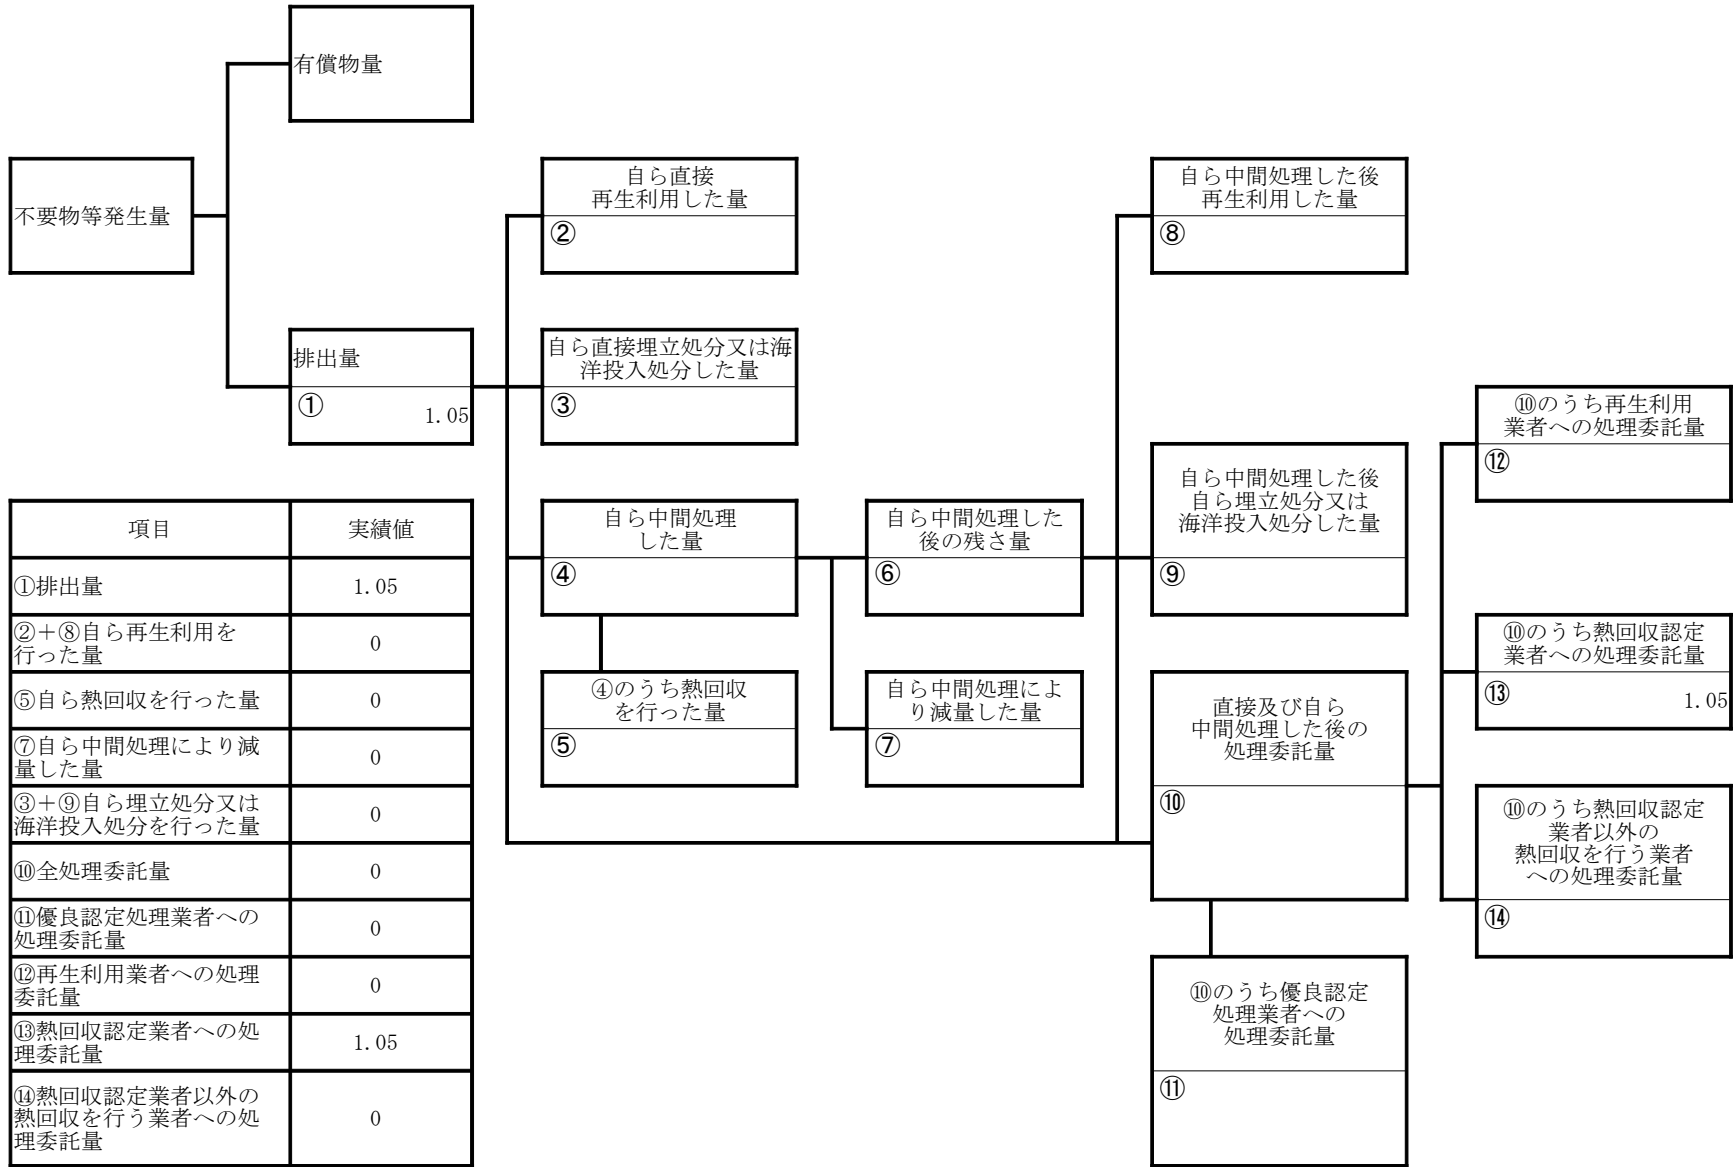 有償物量
不要物等発生量
自ら直接
再生利用した量
②
自ら中間処理した後
再生利用した量
⑧
排出量
① 1.05
自ら直接埋立処分又は海
洋投入処分した量
③
⑩のうち再生利用
業者への処理委託量
⑫
自ら中間処理
した量
④
自ら中間処理した
後の残さ量
⑥
自ら中間処理した後
自ら埋立処分又は
海洋投入処分した量
⑨
⑩のうち熱回収認定
業者への処理委託量
⑬ 1.05
④のうち熱回収
を行った量
⑤
自ら中間処理によ
り減量した量
⑦
直接及び自ら
中間処理した後の
処理委託量
⑩
⑩のうち熱回収認定
業者以外の
熱回収を行う業者
への処理委託量
⑭
⑩のうち優良認定
処理業者への
処理委託量
⑪
項目 実績値
①排出量 1.05
②+⑧自ら再生利用を
行った量 0
⑤自ら熱回収を行った量 0
⑦自ら中間処理により減
量した量 0
③+⑨自ら埋立処分又は
海洋投入処分を行った量 0
⑩全処理委託量 0
⑪優良認定処理業者への
処理委託量 0
⑫再生利用業者への処理
委託量 0
⑬熱回収認定業者への処
理委託量 1.05
⑭熱回収認定業者以外の
熱回収を行う業者への処
理委託量 0